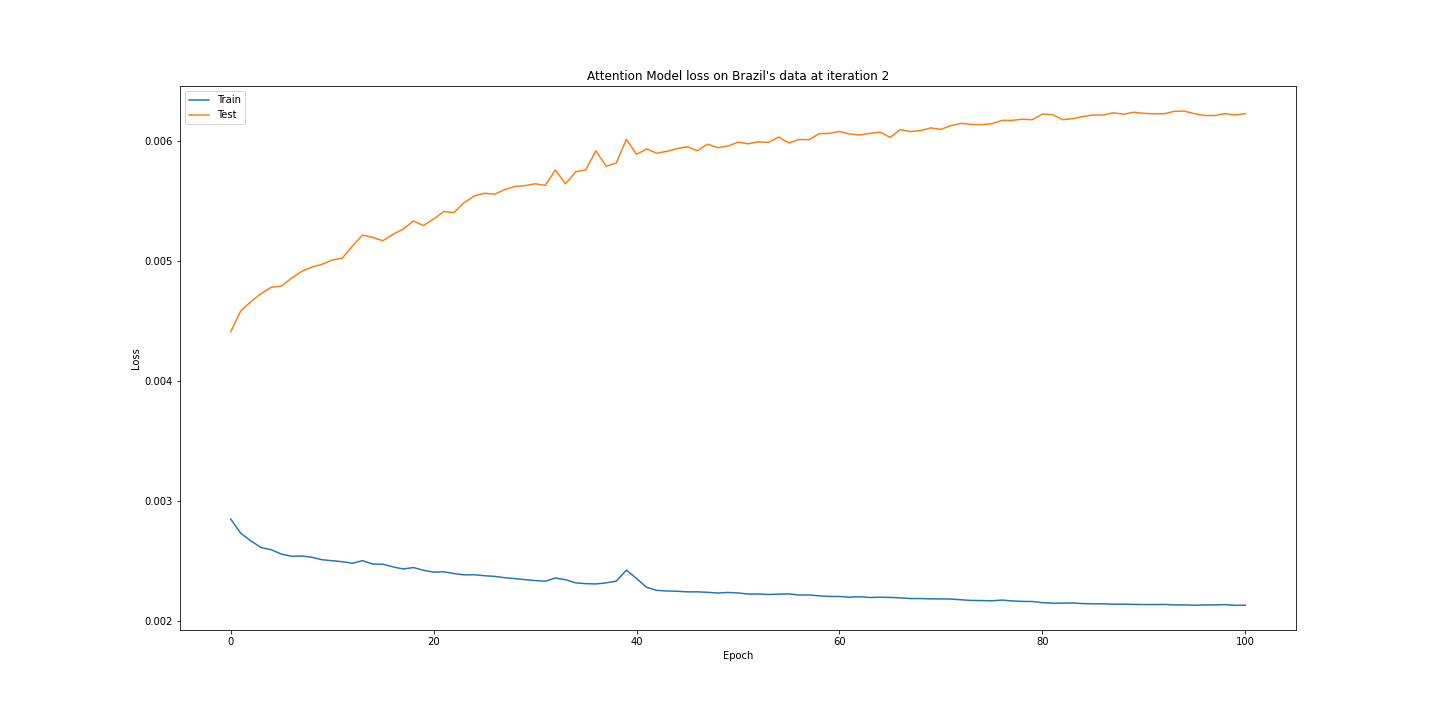 Attention Model loss on Brazil's data at iteration 2
Train
Test
0.006
0.005
0.004
0.003
0.002
Loss
0 20 40 60 80 100
Epoch